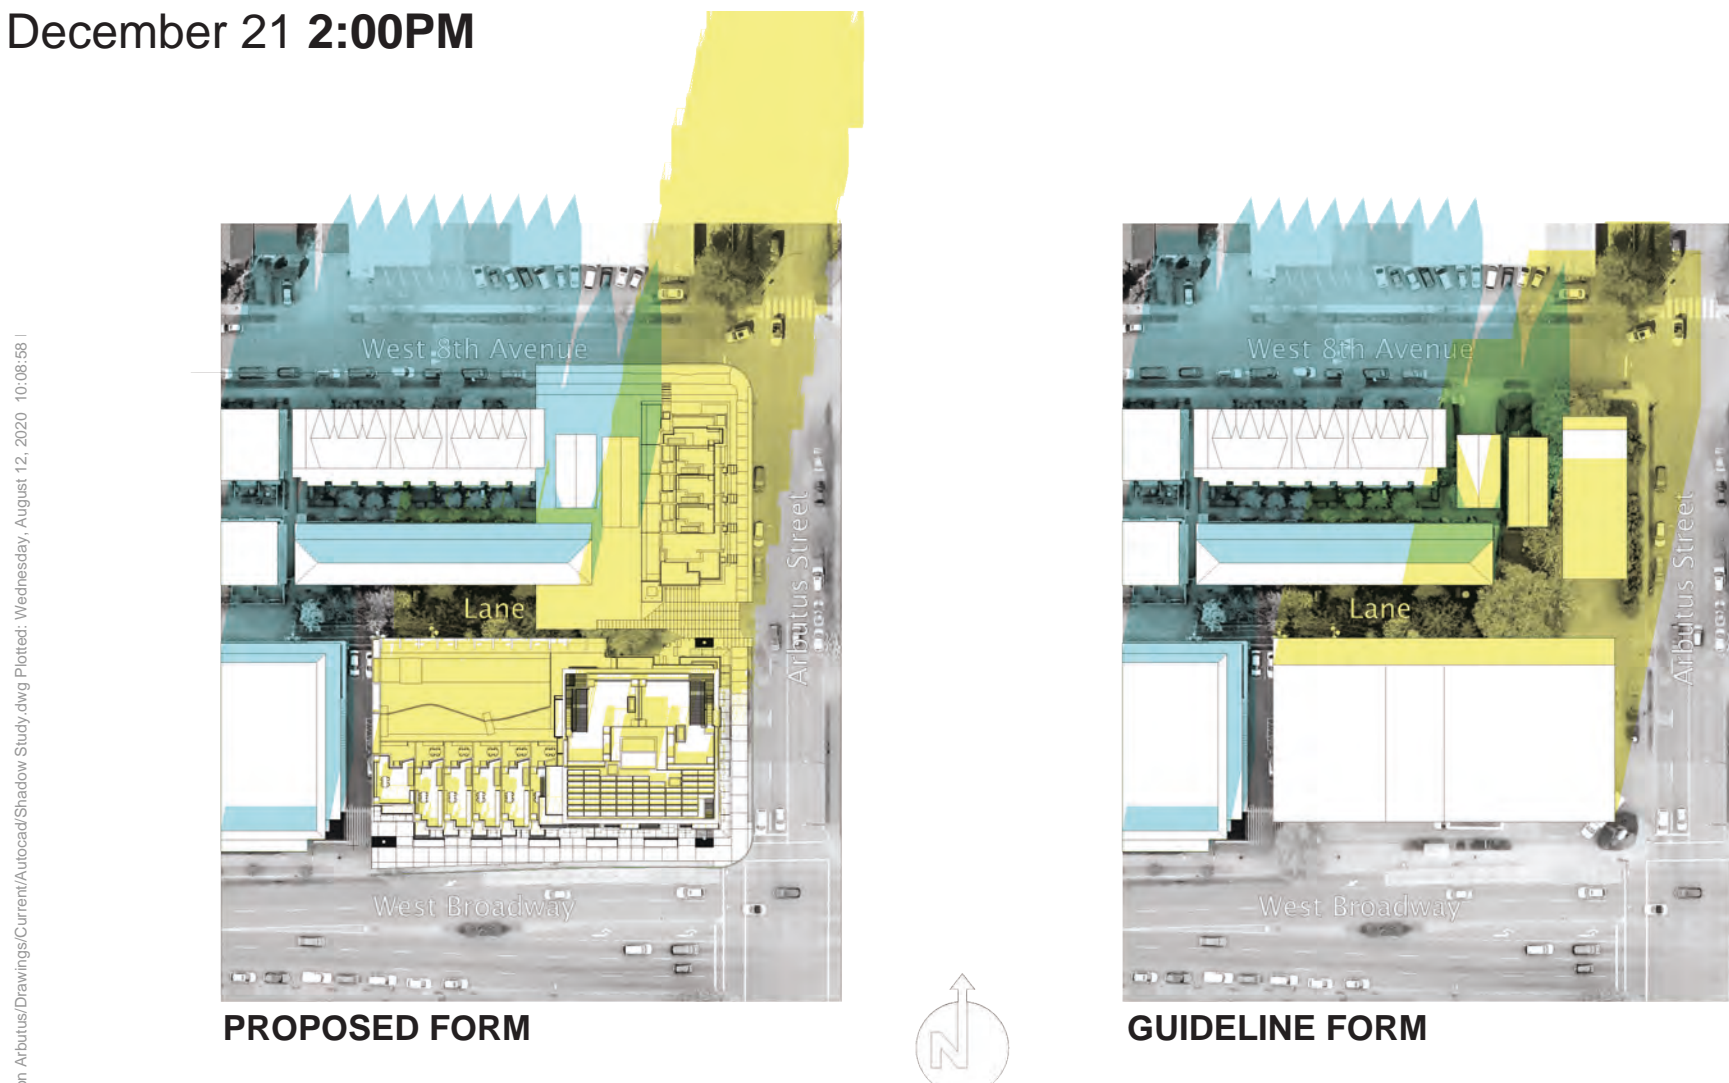 December 21 2:00PM
on Arbutus/Drawings/Current/Autocad/Shadow Study.dwg Plotted: Wednesday, August 12, 2020 10:08:58 |
West 8th Avenue
Lane
Arbutus Street
West Broadway
PROPOSED FORM
N
West 8th Avenue
Lane
Arbutus Street
West Broadway
GUIDELINE FORM